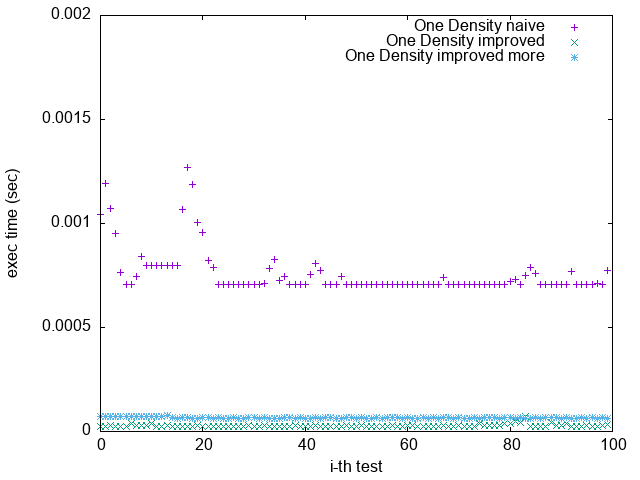 0.002
One Density naive
One Density improved
One Density improved more
0.0015
exec time (sec)
0.001
0.0005
0
0
20
40
60
80
100
i-th test